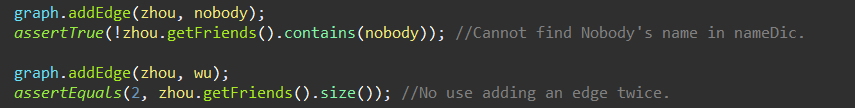 graph.addEdge(zhou, nobody);
assertTrue(!zhou.getFriends().contains(nobody)); //Cannot find Nobody's name in nameDic.
graph.addEdge(zhou, wu);
assertEquals(2, zhou.getFriends().size()); //No use adding an edge twice.